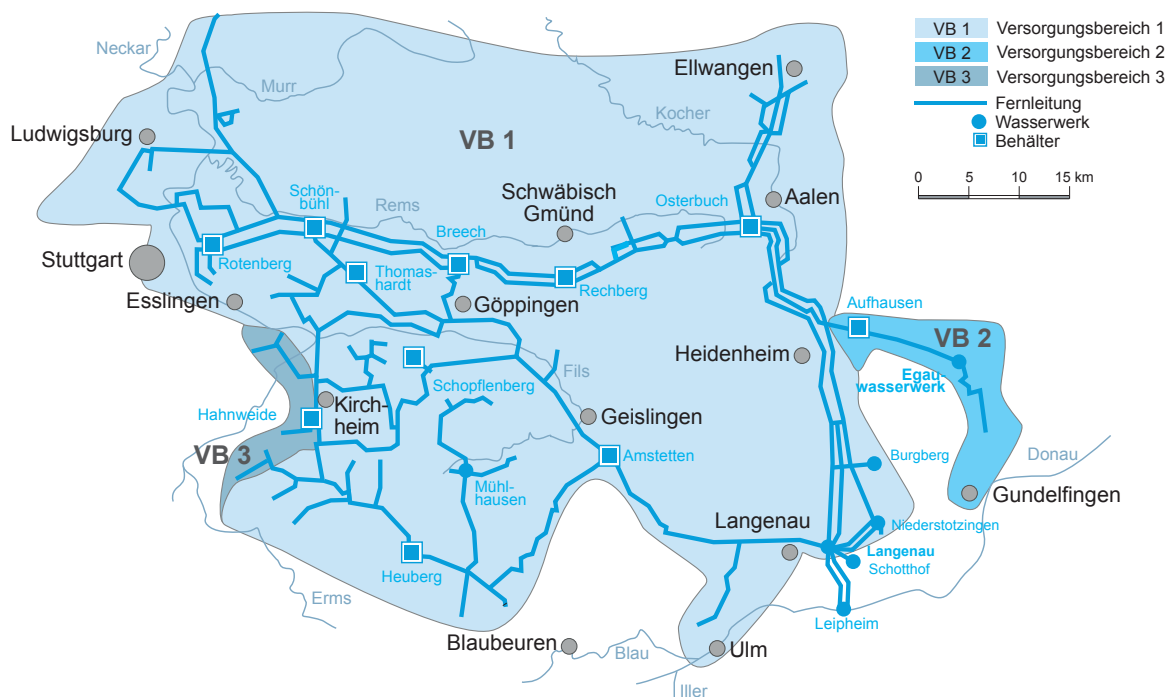 VB 1 Versorgungsbereich 1
VB 2 Versorgungsbereich 2
VB 3 Versorgungsbereich 3
Fernleitung
Wasserwerk
Behälter
0 5 10 15 km
Neckar
Murr
Ellwangen
Kocher
Ludwigsburg
VB 1
Schön-
bühl
Schwäbisch
Gmünd
Osterbuch
Aalen
Rems
Breech
Stuttgart
Rotenberg
Thomas-
hardt
Rechberg
Esslingen
Göppingen
Aufhausen
VB 2
Heidenheim
Egau-
wasserwerk
Fils
Schopflenberg
Hahnweide
Kirch-
heim
Geislingen
VB 3
Amstetten
Burgberg
Donau
Mühl-
hausen
Gundelfingen
Langenau
Niederstotzingen
Langenau
Schotthof
Heuberg
Erms
Leipheim
Blaubeuren
Blau
Ulm
Iller